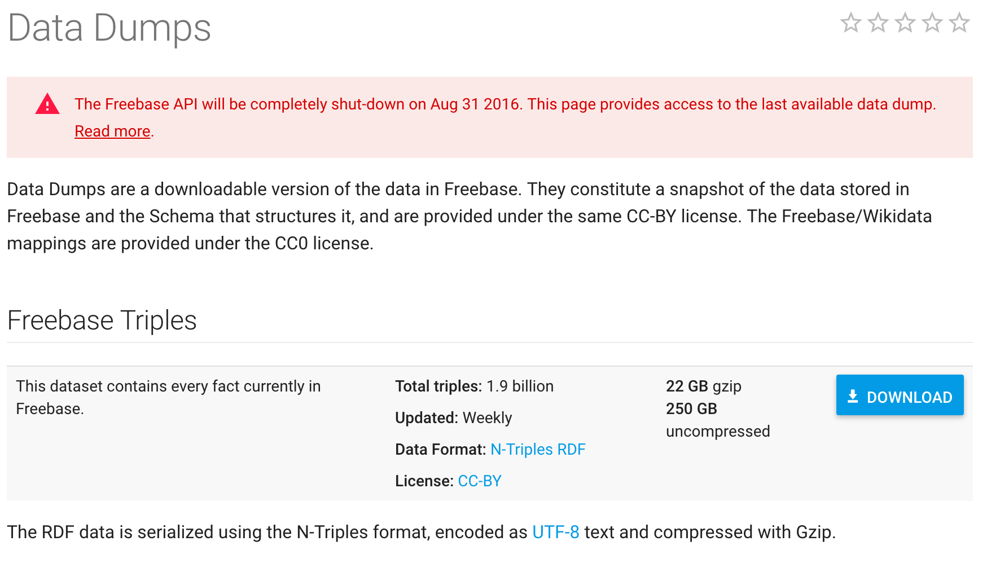 Data Dumps
The Freebase API will be completely shut-down on Aug 31 2016. This page provides access to the last available data dump.
Read more.
Data Dumps are a downloadable version of the data in Freebase. They constitute a snapshot of the data stored in
Freebase and the Schema that structures it, and are provided under the same CC-BY license. The Freebase/Wikidata
mappings are provided under the CC0 license.
Freebase Triples
This dataset contains every fact currently in
Freebase.
Total triples: 1.9 billion
Updated: Weekly
Data Format: N-Triples RDF
License: CC-BY
22 GB gzip
250 GB
uncompressed
DOWNLOAD
The RDF data is serialized using the N-Triples format, encoded as UTF-8 text and compressed with Gzip.